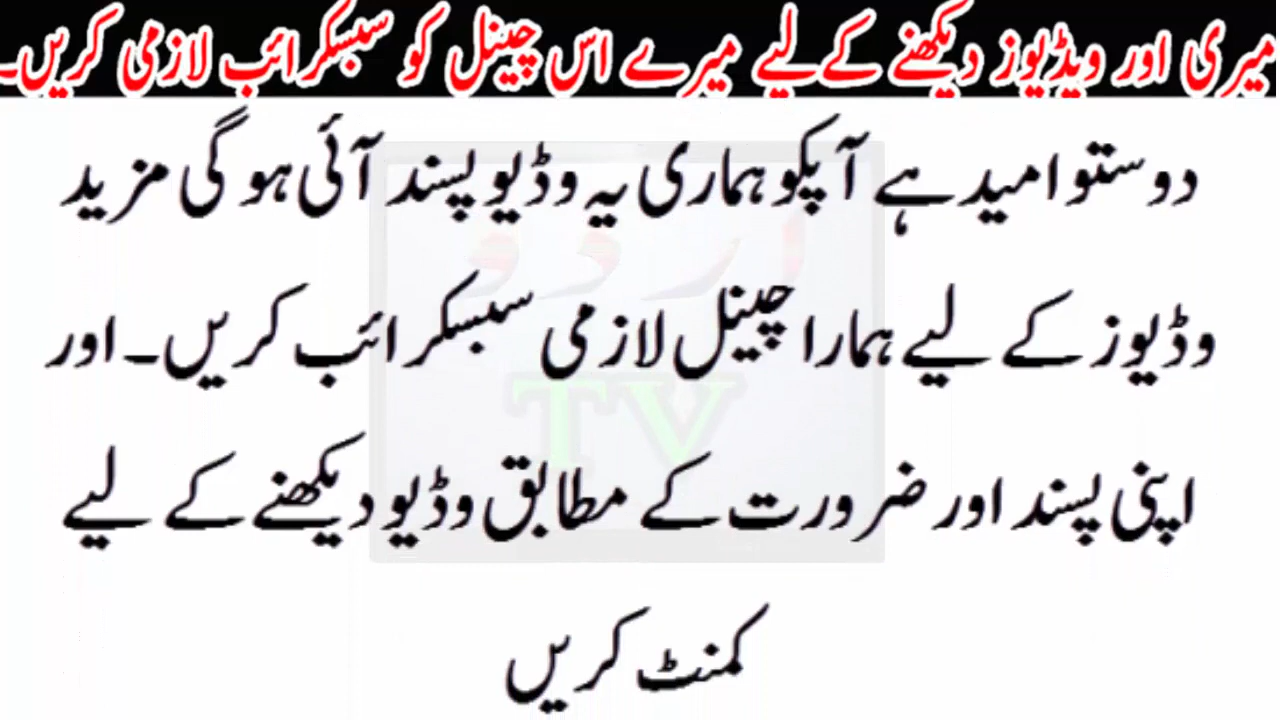 میری اور ویڈیوز دیکھنے کے لیے میرے اس چینل کو سبسکرائب لازمی کریں۔
دوستو امید ہے آپکو ہماری یہ وڈیو پسند آئی ہو گی مزید
وڈیوز کے لیے ہمارا چینل لازمی سبسکرائب کریں۔ اور
اپنی پسند اور ضرورت کے مطابق وڈیو دیکھنے کے لیے
کمنٹ کریں
اردو
TV